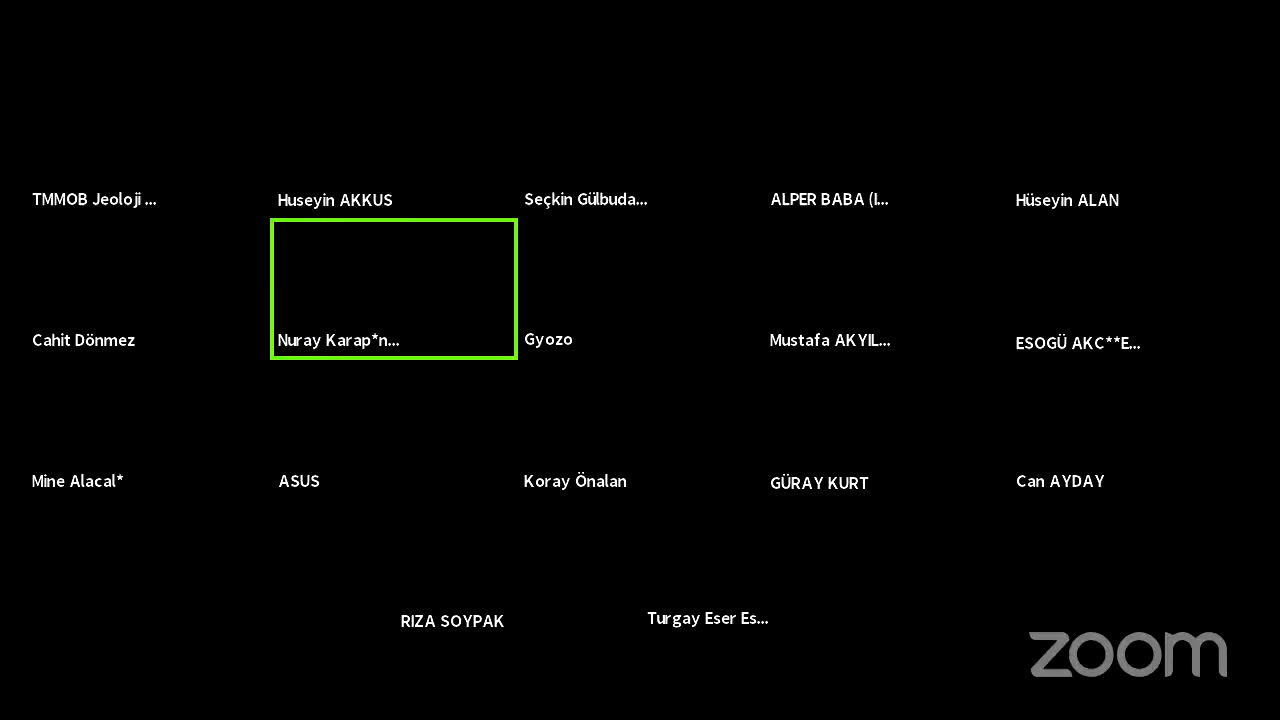 TMMOB Jeoloji ...
Huseyin AKKUS
Seçkin Gülbuda...
ALPER BABA (I...
Hüseyin ALAN
Cahit Dönmez
Nuray Karap*n...
Gyozo
Mustafa AKYIL...
ESOGÜ AKC**E...
Mine Alacal*
ASUS
Koray Önalan
GÜRAY KURT
Can AYDAY
RIZA SOYPAK
Turgay Eser Es...
zoom